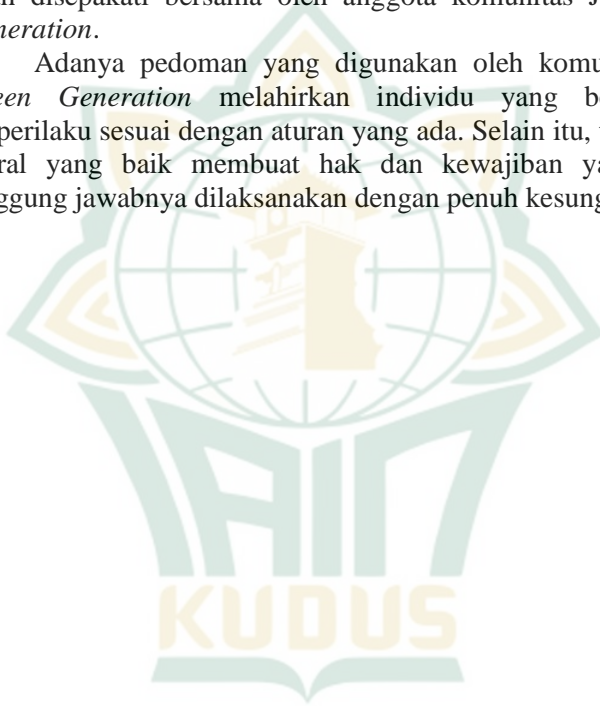 disepakati bersama oleh anggota komunitas
neration.
Adanya pedoman yang digunakan oleh komu
een Generation melahirkan individu yang be
perilaku sesuai dengan aturan yang ada. Selain itu,
ral yang baik membuat hak dan kewajiban ya
ggung jawabnya dilaksanakan dengan penuh kesung
IAIN
KUDUS